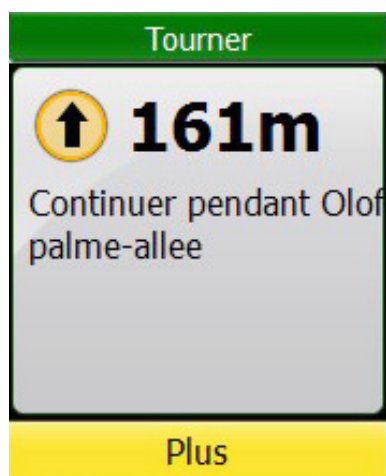 Tourner
161m
Continuer pendant Olof
palme-allee
Plus